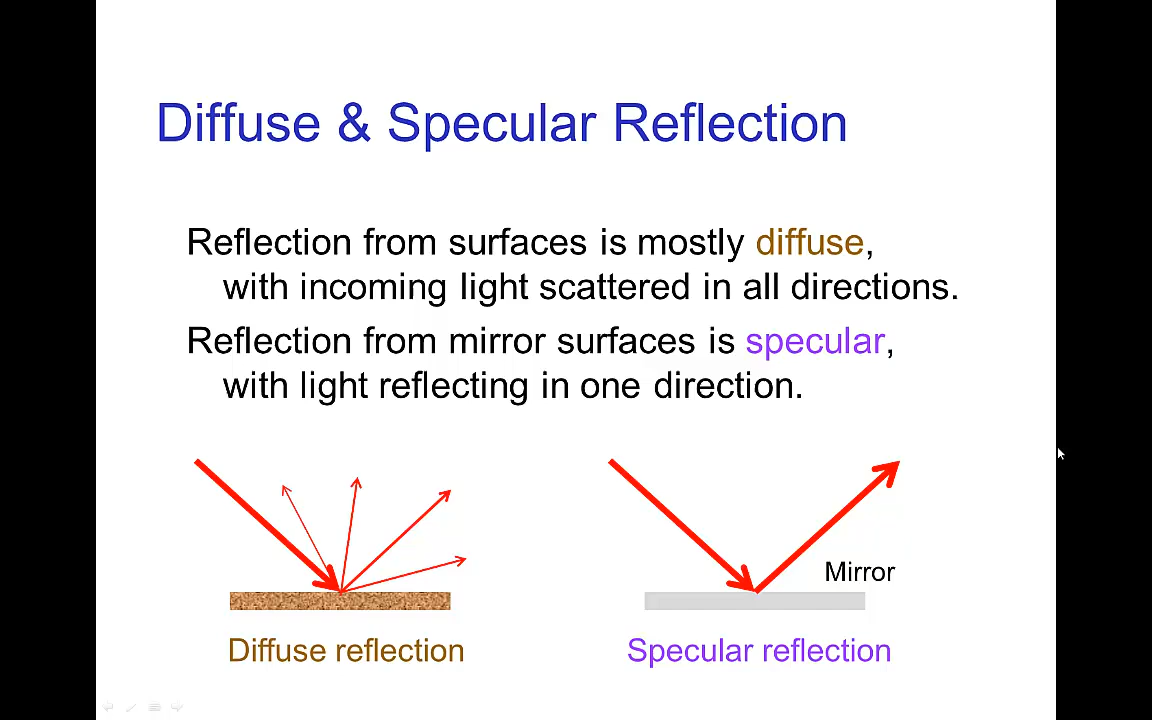 Diffuse & Specular Reflection
Reflection from surfaces is mostly diffuse,
with incoming light scattered in all directions.
Reflection from mirror surfaces is specular,
with light reflecting in one direction.
Mirror
Diffuse reflection
Specular reflection